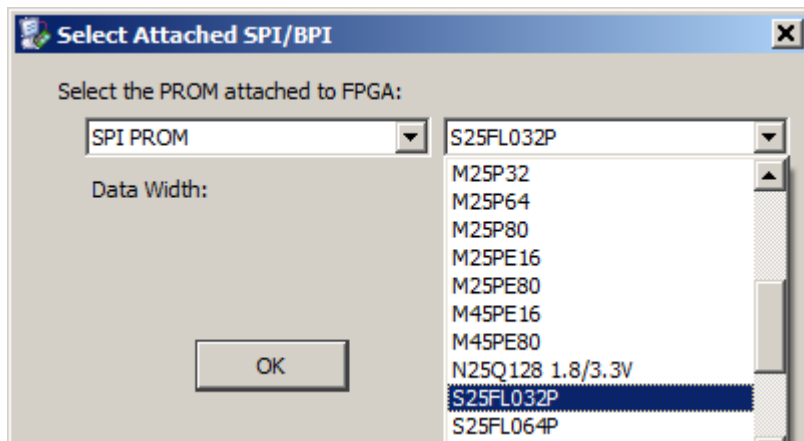 Select Attached SPI/BPI
Select the PROM attached to FPGA:
SPI PROM
S25FL032P
Data Width:
M25P32
M25P64
M25P80
M25PE16
M25PE80
M45PE16
M45PE80
N25Q128 1.8/3.3V
S25FL032P
S25FL064P
OK